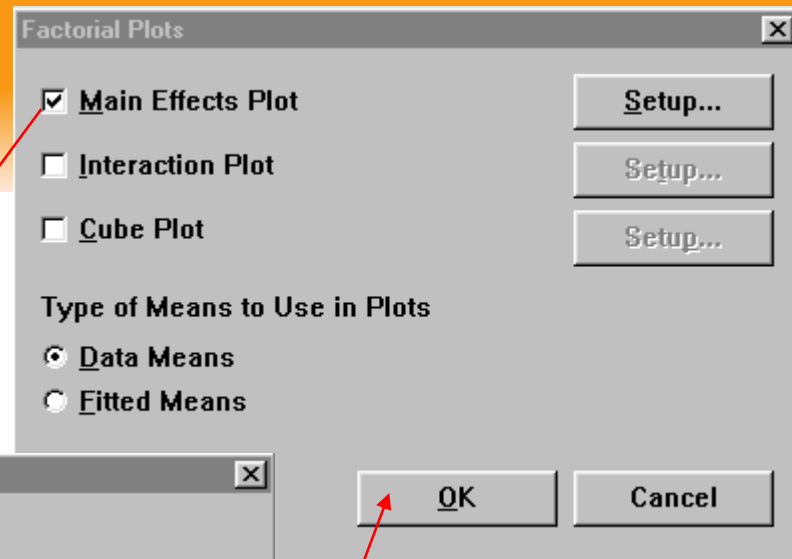 Factorial Plots
Main Effects Plot
Setup...
Interaction Plot
Setup...
Cube Plot
Setup...
Type of Means to Use in Plots
Data Means
Fitted Means
OK
Cancel